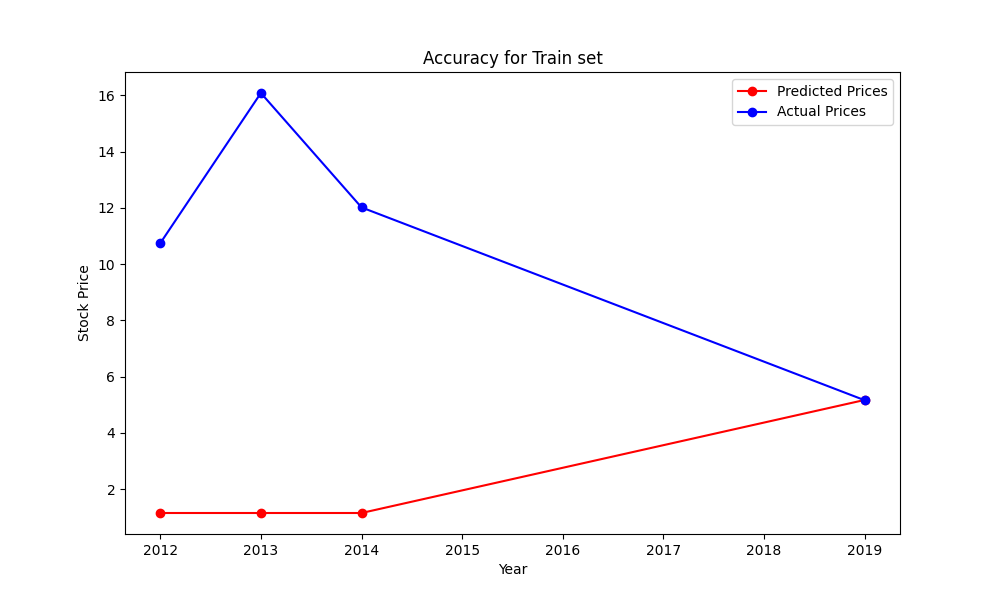 Accuracy for Train set
Predicted Prices
Actual Prices
16
14
12
10
8
6
4
2
Stock Price
2012 2013 2014 2015 2016 2017 2018 2019
Year